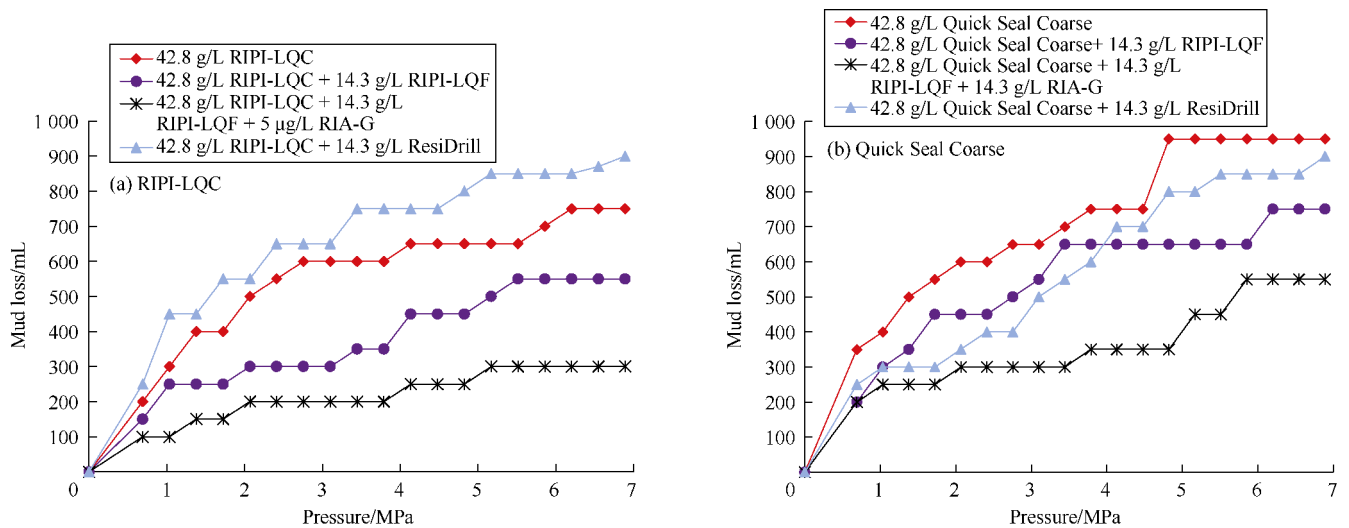 42.8 g/L RIPI-LQC
42.8 g/L RIPI-LQC + 14.3 g/L RIPI-LQF
42.8 g/L RIPI-LQC + 14.3 g/L
RIPI-LQF + 5 μg/L RIA-G
42.8 g/L RIPI-LQC + 14.3 g/L ResiDrill
1 000
900
800
700
600
500
400
300
200
100
0
(a) RIPI-LQC
Mud loss/mL
1
2
3
4
5
6
7
Pressure/MPa
42.8 g/L Quick Seal Coarse
42.8 g/L Quick Seal Coarse+ 14.3 g/L RIPI-LQF
42.8 g/L Quick Seal Coarse + 14.3 g/L
RIPI-LQF + 14.3 g/L RIA-G
42.8 g/L Quick Seal Coarse + 14.3 g/L ResiDrill
1 000
900
800
700
600
500
400
300
200
100
0
(b) Quick Seal Coarse
Mud loss/mL
1
2
3
4
5
6
7
Pressure/MPa